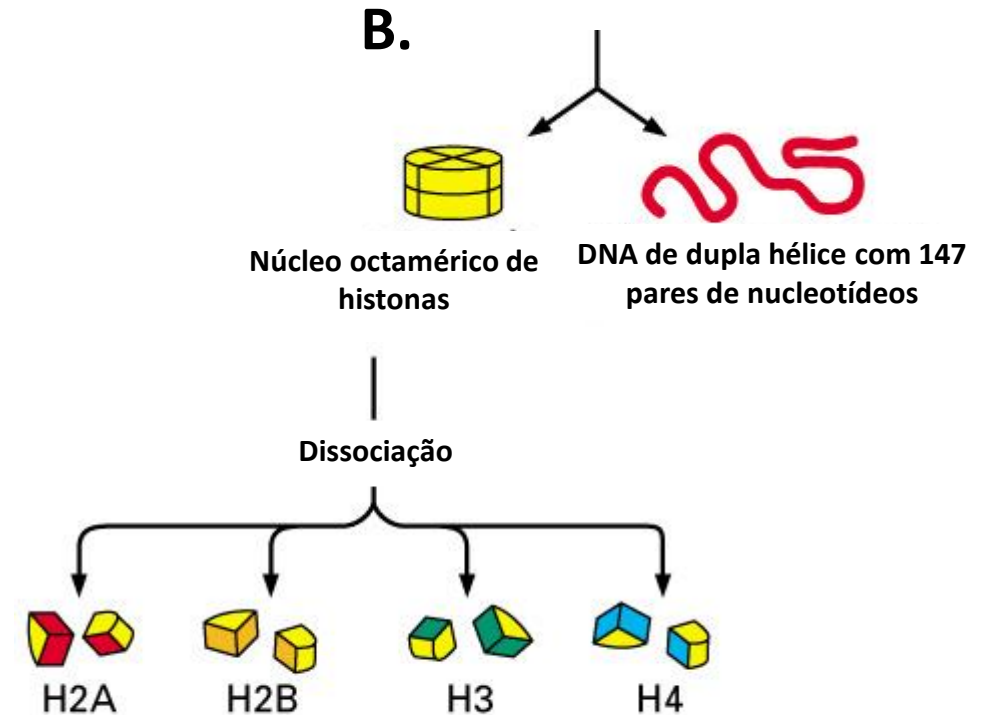 B.
Núcleo octamérico de
histonas
DNA de dupla hélice com 147
pares de nucleotídeos
Dissociação
H2A
H2B
H3
H4